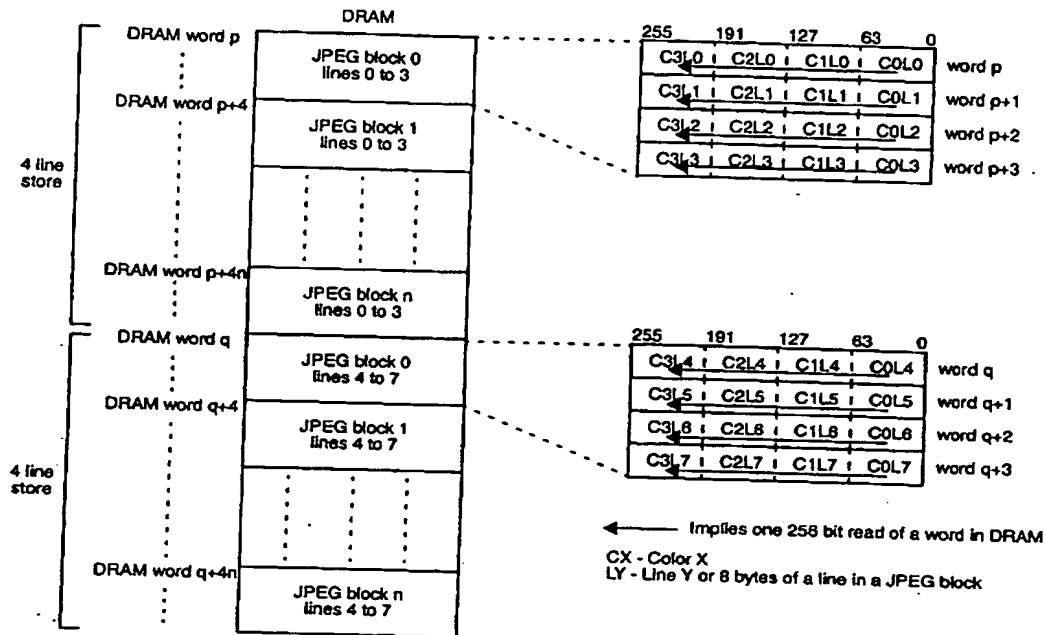 DRAM
4 line
store
DRAM word p
DRAM word p+4
DRAM word p+4n
JPEG block 0
lines 0 to 3
JPEG block 1
lines 0 to 3
JPEG block n
lines 0 to 3
255 191 127 63 0
C3L0 C2L0 C1L0 C0L0 word p
C3L1 C2L1 C1L1 C0L1 word p+1
C3L2 C2L2 C1L2 C0L2 word p+2
C3L3 C2L3 C1L3 C0L3 word p+3
4 line
store
DRAM word q
DRAM word q+4
DRAM word q+4n
JPEG block 0
lines 4 to 7
JPEG block 1
lines 4 to 7
JPEG block n
lines 4 to 7
255 191 127 63 0
C3L4 C2L4 C1L4 C0L4 word q
C3L5 C2L5 C1L5 C0L5 word q+1
C3L6 C2L6 C1L6 C0L6 word q+2
C3L7 C2L7 C1L7 C0L7 word q+3
Implies one 256 bit read of a word in DRAM
CX - Color X
LY - Line Y or 8 bytes of a line in a JPEG block